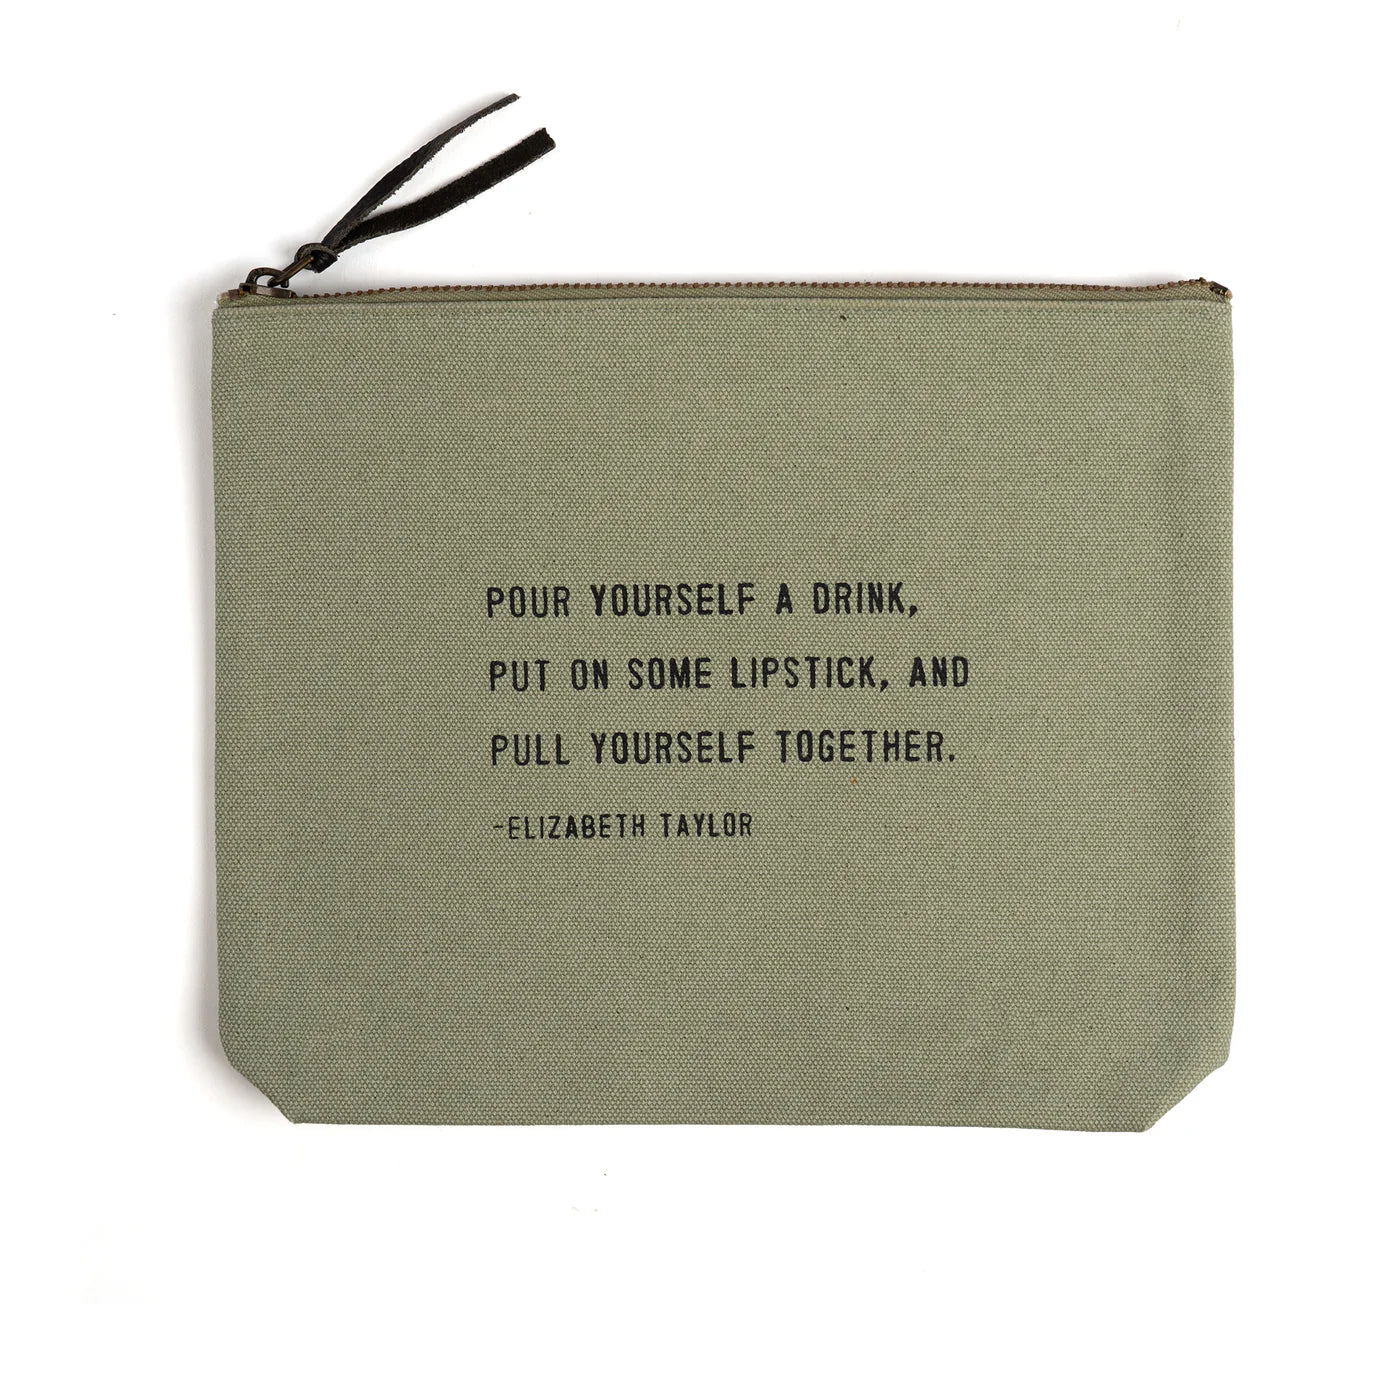 POUR YOURSELF A DRINK,
PUT ON SOME LIPSTICK, AND
PULL YOURSELF TOGETHER.
-ELIZABETH TAYLOR